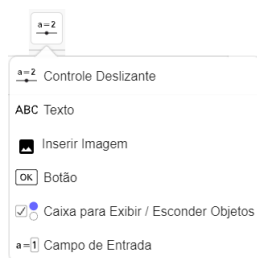 a=2
a=2 Controle Deslizante
ABC Texto
Inserir Imagem
OK Botão
Caixa para Exibir / Esconder Objetos
a=1 Campo de Entrada